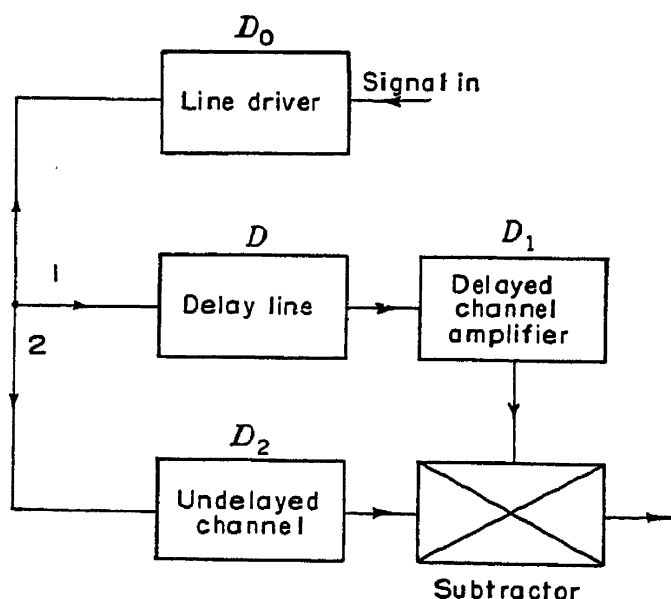 D₀
Line driver
Signal in
1
D
Delay line
D₁
Delayed
channel
amplifier
2
D₂
Undelayed
channel
Subtractor